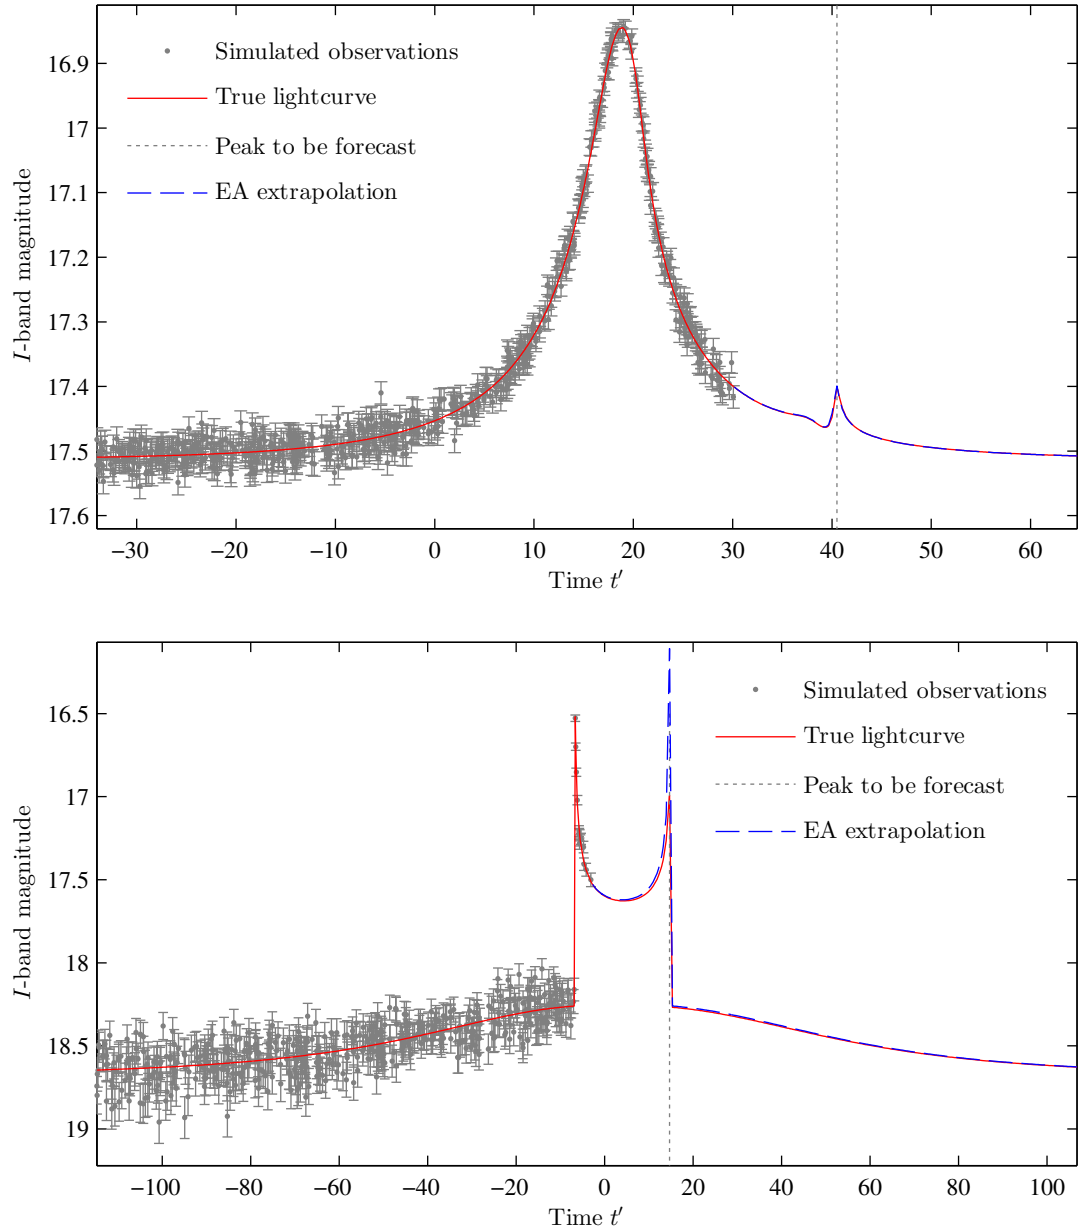 16.9
17
17.1
17.2
17.3
17.4
17.5
17.6
I-band magnitude
Simulated observations
True lightcurve
Peak to be forecast
EA extrapolation
−30 −20 −10 0 10 20 30 40 50 60
Time t′
16.5
17
17.5
18
18.5
19
I-band magnitude
Simulated observations
True lightcurve
Peak to be forecast
EA extrapolation
−100 −80 −60 −40 −20 0 20 40 60 80 100
Time t′